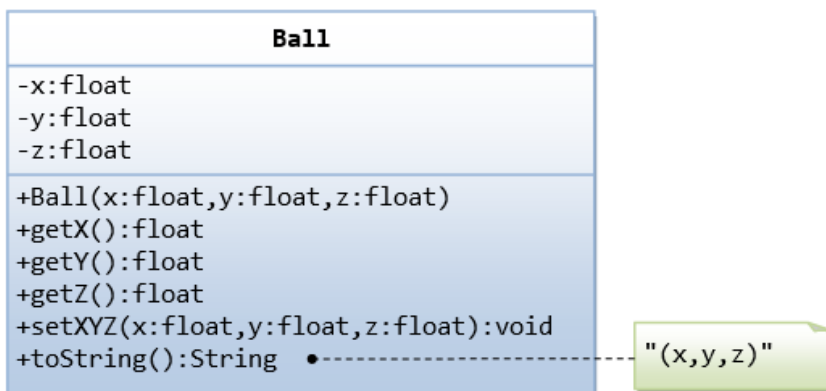 Ball
-x:float
-y:float
-z:float
+Ball(x:float,y:float,z:float)
+getX():float
+getY():float
+getZ():float
+setXYZ(x:float,y:float,z:float):void
+toString():String
"(x,y,z)"